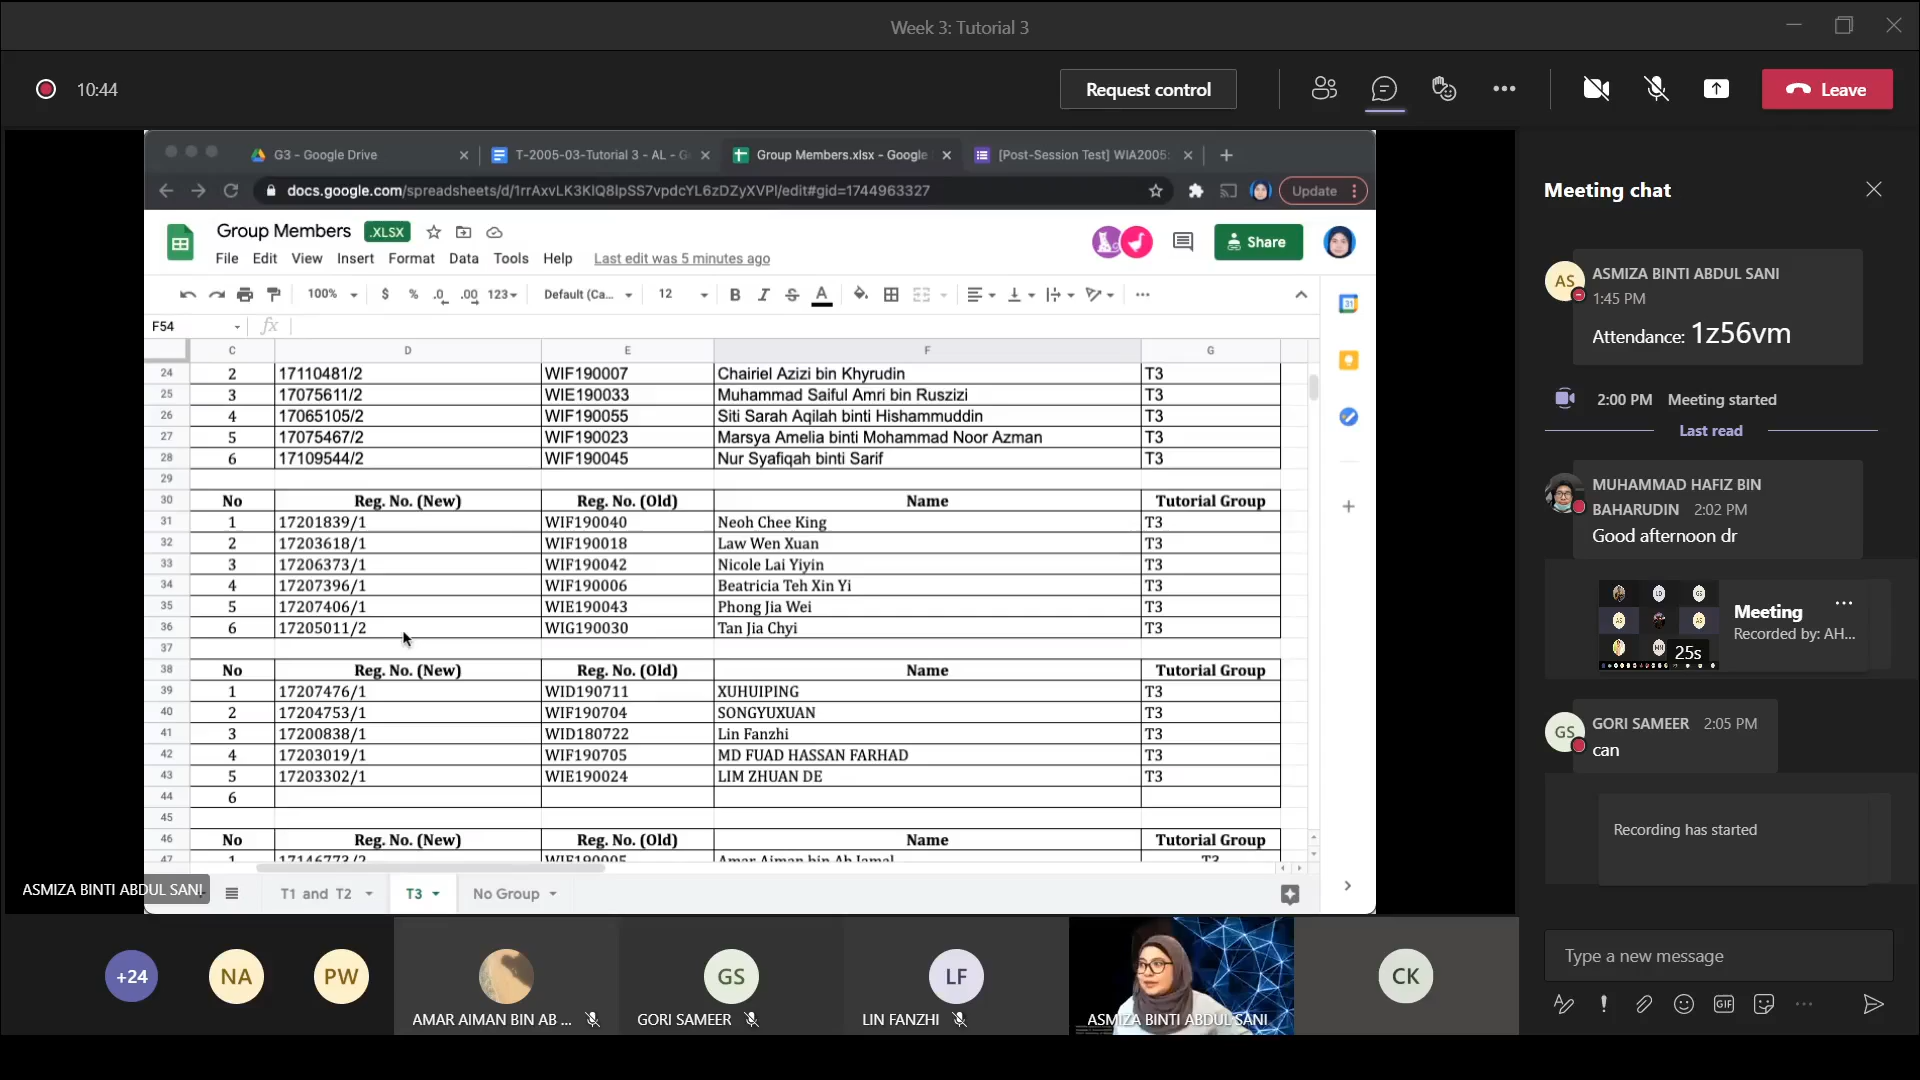 Week 3: Tutorial 3
10:44
Request control
Leave
G3 - Google Drive
T-2005-03-Tutorial 3 - AL - G
Group Members.xlsx - Google
[Post-Session Test] WIA2005:
docs.google.com/spreadsheets/d/1rrAxvLK3KlQ8lpSS7vpdcYL6zDZyXVPl/edit#gid=1744963327
Update
Group Members .XLSX
Share
File Edit View Insert Format Data Tools Help Last edit was 5 minutes ago
100% $ % .0 .00 123 Default (Ca... 12 B I S A
F54 fx
C D E F G
24 2 17110481/2 WIF190007 Chairiel Azizi bin Khyrudin T3
25 3 17075611/2 WIE190033 Muhammad Saiful Amri bin Ruszizi T3
26 4 17065105/2 WIF190055 Siti Sarah Aqilah binti Hishammuddin T3
27 5 17075467/2 WIF190023 Marsya Amelia binti Mohammad Noor Azman T3
28 6 17109544/2 WIF190045 Nur Syafiqah binti Sarif T3
29
30 No Reg. No. (New) Reg. No. (Old) Name Tutorial Group
31 1 17201839/1 WIF190040 Neoh Chee King T3
32 2 17203618/1 WIF190018 Law Wen Xuan T3
33 3 17206373/1 WIF190042 Nicole Lai Yiyin T3
34 4 17207396/1 WIF190006 Beatricia Teh Xin Yi T3
35 5 17207406/1 WIE190043 Phong Jia Wei T3
36 6 17205011/2 WIG190030 Tan Jia Chyi T3
37
38 No Reg. No. (New) Reg. No. (Old) Name Tutorial Group
39 1 17207476/1 WID190711 XUHUIPING T3
40 2 17204753/1 WIF190704 SONGYUXUAN T3
41 3 17200838/1 WID180722 Lin Fanzhi T3
42 4 17203019/1 WIF190705 MD FUAD HASSAN FARHAD T3
43 5 17203302/1 WIE190024 LIM ZHUAN DE T3
44 6
45
46 No Reg. No. (New) Reg. No. (Old) Name Tutorial Group
47 1 17146773/2 WIF190005 Amar Aiman bin Ab Jamal T3
ASMIZA BINTI ABDUL SANI
T1 and T2 T3 No Group
Meeting chat
AS
ASMIZA BINTI ABDUL SANI
1:45 PM
Attendance: 1z56vm
2:00 PM Meeting started
Last read
MUHAMMAD HAFIZ BIN
BAHARUDIN 2:02 PM
Good afternoon dr
Meeting
Recorded by: AH...
25s
GS
GORI SAMEER 2:05 PM
can
Recording has started
Type a new message
GIF
+24
NA
PW
AMAR AIMAN BIN AB ...
GS
GORI SAMEER
LF
LIN FANZHI
ASMIZA BINTI ABDUL SANI
CK